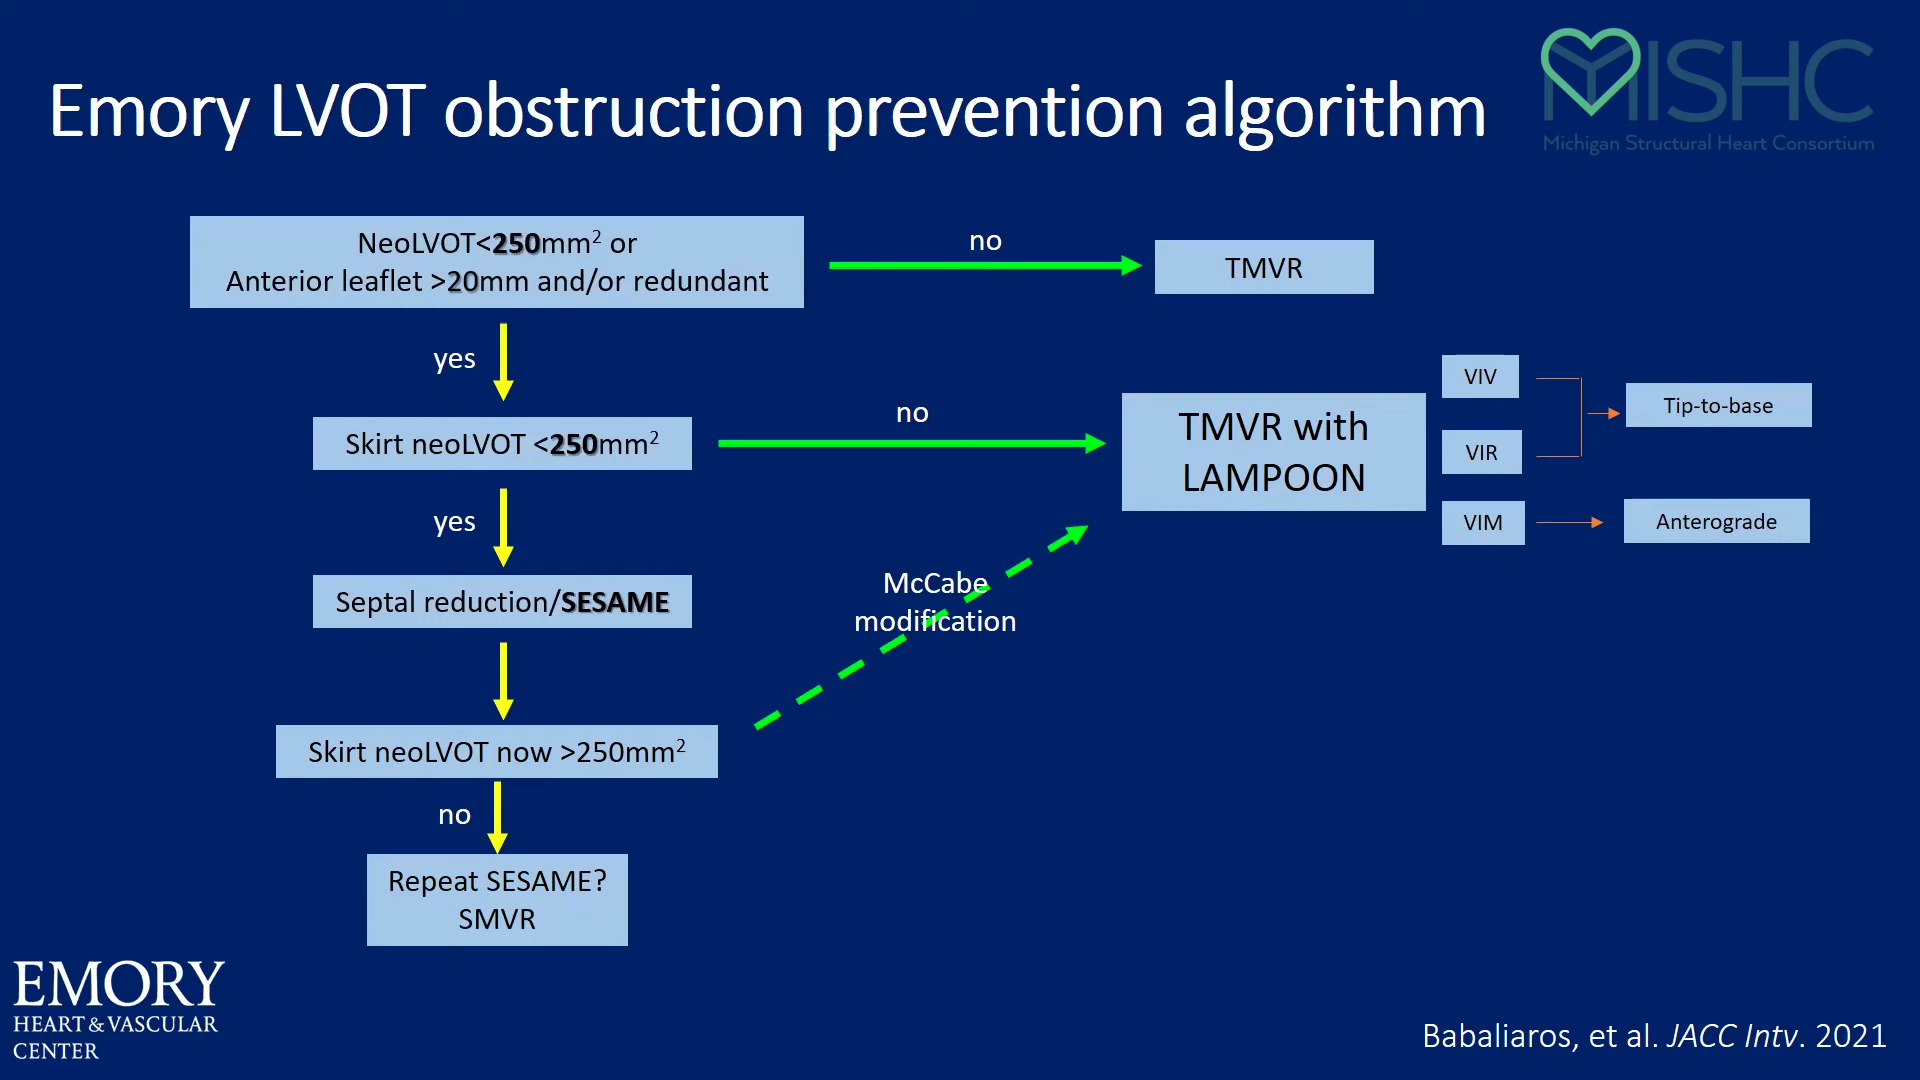 Emory LVOT obstruction prevention algorithm
MISHC
Michigan Structural Heart Consortium
NeoLVOT<250mm² or
Anterior leaflet >20mm and/or redundant
no
TMVR
yes
Skirt neoLVOT <250mm²
no
TMVR with
LAMPOON
VIV
VIR
VIM
Tip-to-base
Anterograde
yes
Septal reduction/SESAME
McCabe
modification
Skirt neoLVOT now >250mm²
no
Repeat SESAME?
SMVR
EMORY
HEART & VASCULAR
CENTER
Babaliaros, et al. JACC Intv. 2021